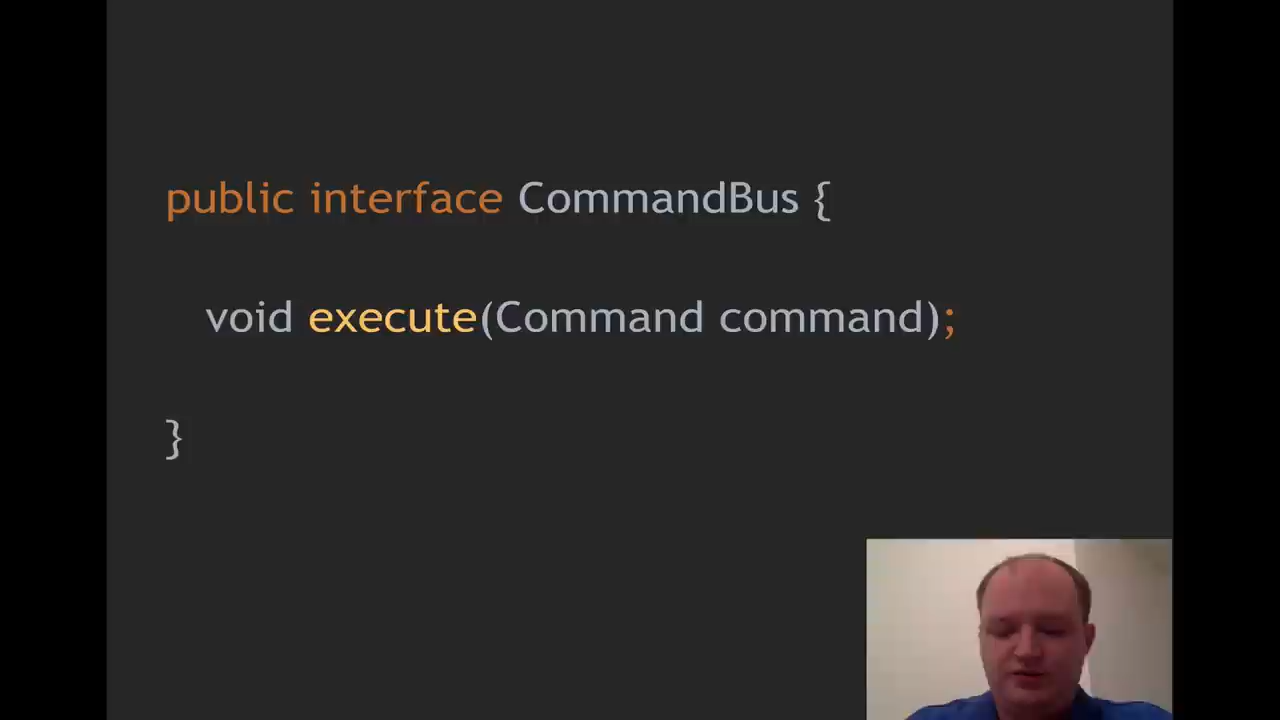 public interface CommandBus {
void execute(Command command);
}